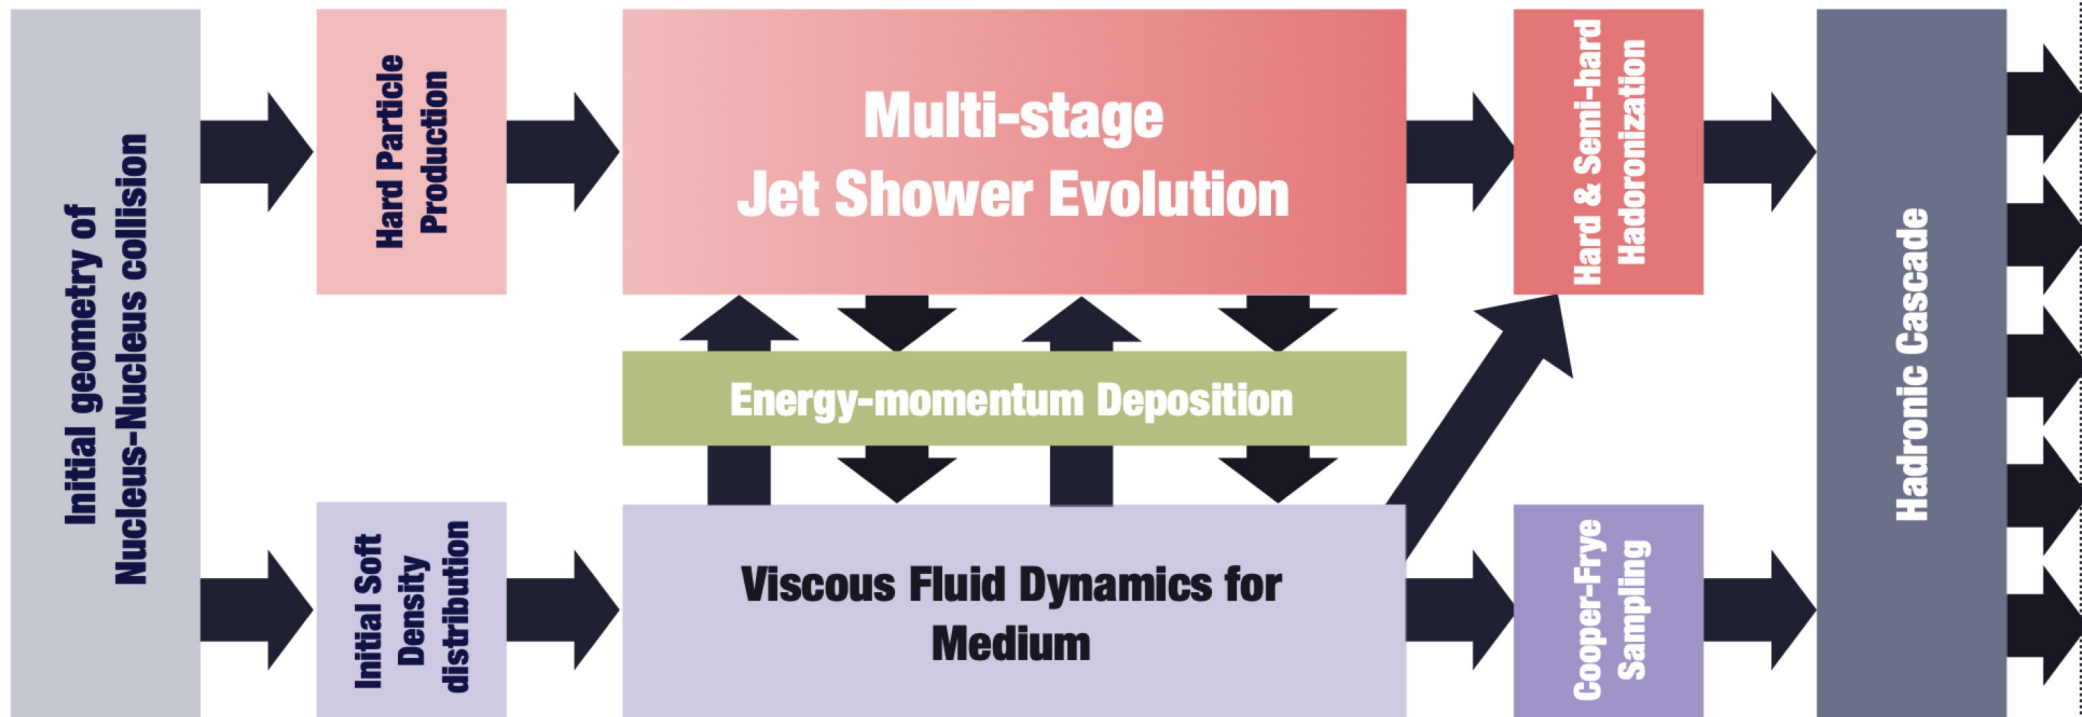 Initial geometry of
Nucleus-Nucleus collision
Hard Particle
Production
Multi-stage
Jet Shower Evolution
Hard & Semi-hard
Hadoronization
Energy-momentum Deposition
Initial Soft
Density
distribution
Viscous Fluid Dynamics for
Medium
Cooper-Frye
Sampling
Hadronic Cascade